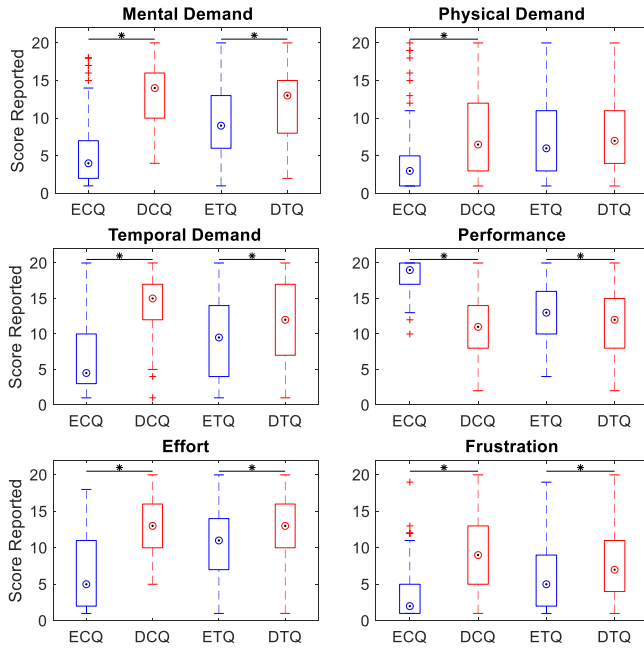 Mental Demand
Physical Demand
Score Reported
20
15
10
5
0
* *
ECQ DCQ ETQ DTQ
20
15
10
5
0
*
ECQ DCQ ETQ DTQ
Temporal Demand
Performance
Score Reported
20
15
10
5
0
* *
ECQ DCQ ETQ DTQ
20
15
10
5
0
* *
ECQ DCQ ETQ DTQ
Effort
Frustration
Score Reported
20
15
10
5
0
* *
ECQ DCQ ETQ DTQ
20
15
10
5
0
* *
ECQ DCQ ETQ DTQ